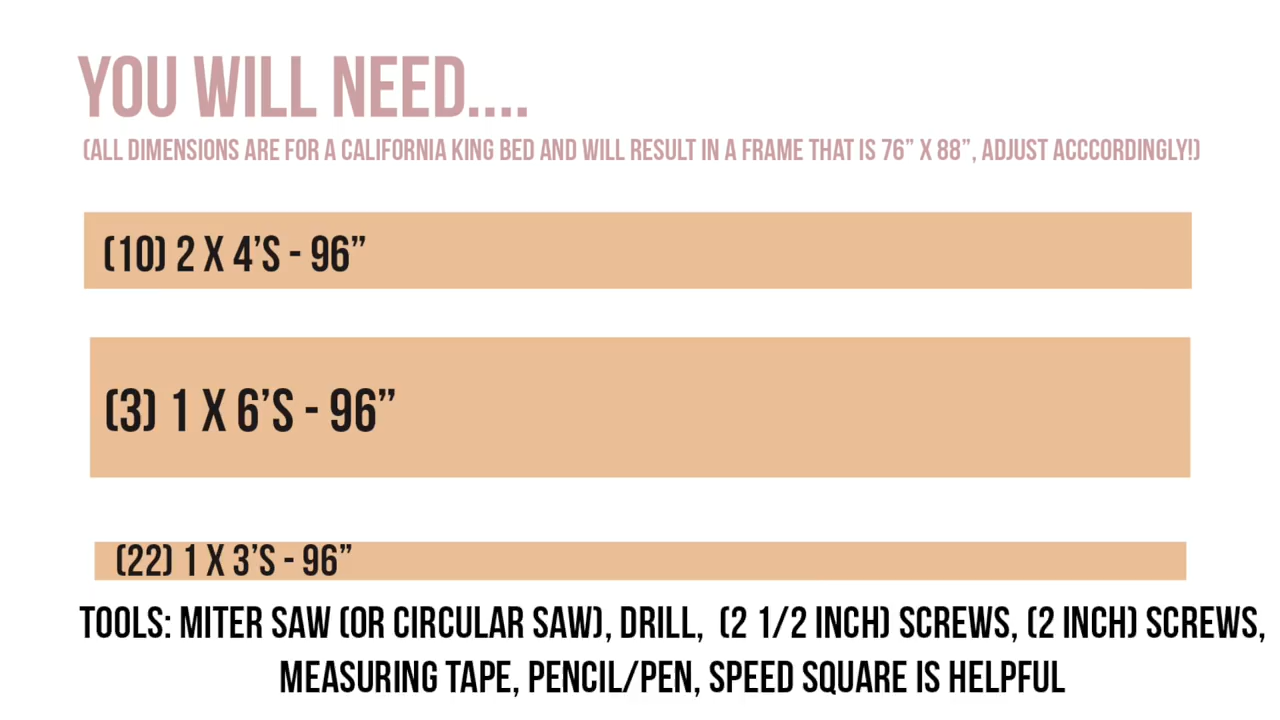 YOU WILL NEED....
(ALL DIMENSIONS ARE FOR A CALIFORNIA KING BED AND WILL RESULT IN A FRAME THAT IS 76” X 88”, ADJUST ACCCORDINGLY!)
(10) 2 X 4’S - 96”
(3) 1 X 6’S - 96”
(22) 1 X 3’S - 96”
TOOLS: MITER SAW (OR CIRCULAR SAW), DRILL, (2 1/2 INCH) SCREWS, (2 INCH) SCREWS,
MEASURING TAPE, PENCIL/PEN, SPEED SQUARE IS HELPFUL